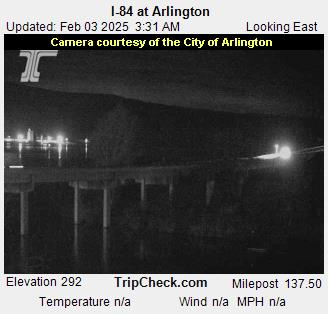 I-84 at Arlington
Updated: Feb 03 2025 3:31 AM Looking East
Camera courtesy of the City of Arlington
Elevation 292 TripCheck.com Milepost 137.50
Temperature n/a Wind n/a MPH n/a